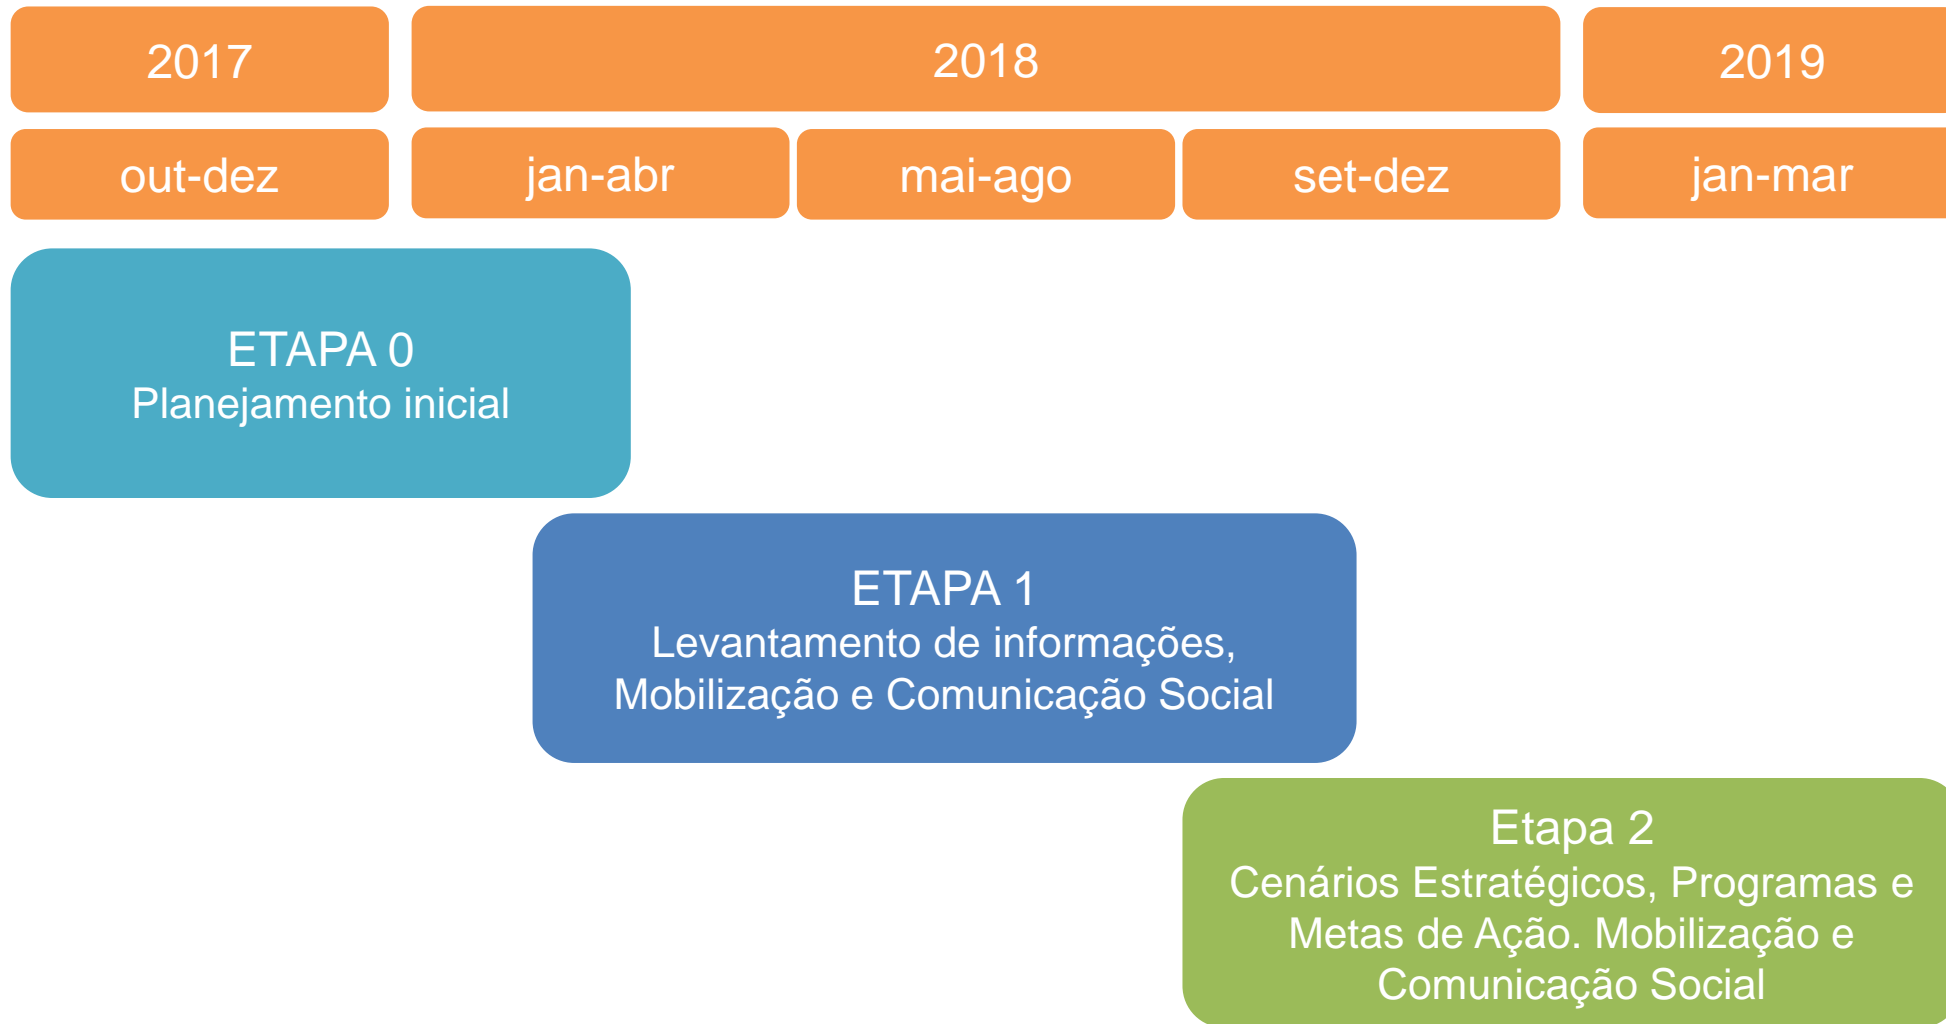 2017
2018
2019
out-dez
jan-abr
mai-ago
set-dez
jan-mar
ETAPA 0
Planejamento inicial
ETAPA 1
Levantamento de informações,
Mobilização e Comunicação Social
Etapa 2
Cenários Estratégicos, Programas e
Metas de Ação. Mobilização e
Comunicação Social